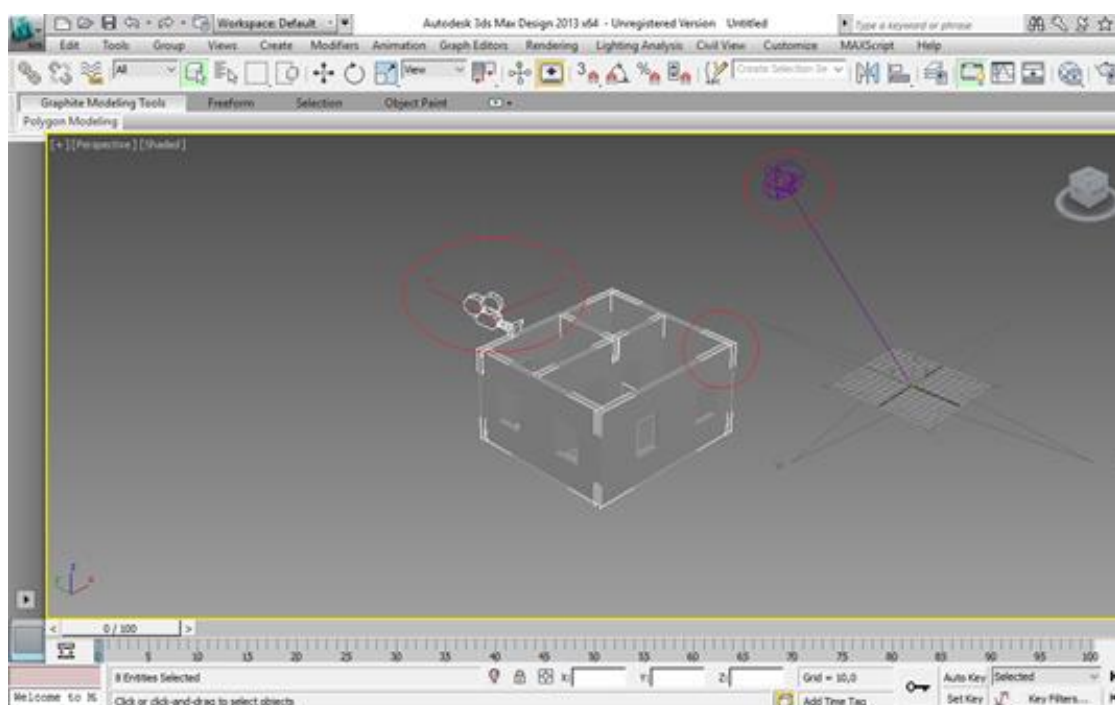 Workspace: Default
Autodesk 3ds Max Design 2013 x64 - Unregistered Version Untitled
Type a keyword or phrase
Edit Tools Group Views Create Modifiers Animation Graph Editors Rendering Lighting Analysis Civil View Customize MAXScript Help
All View 3 Create Selection Se
Graphite Modeling Tools Freeform Selection Object Paint
Polygon Modeling
[+][Perspective][Shaded]
z
x
< 0 / 100 >
5 10 15 20 25 30 35 40 45 50 55 60 65 70 75 80 85 90 95 100
8 Entities Selected X: Y: Z: Grid = 10,0 Auto Key Selected
Welcome to M Click or click-and-drag to select objects Add Time Tag Set Key Key Filters...